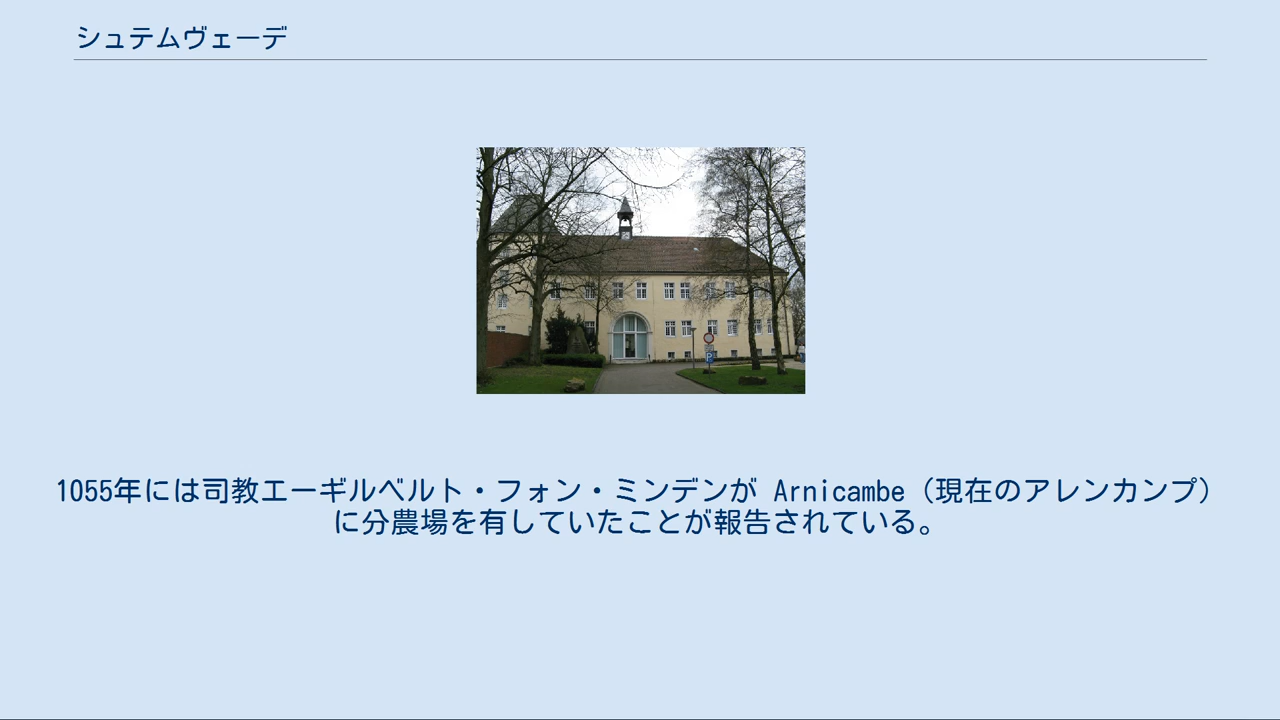 シュテムヴェーデ
1055年には司教エーギルベルト・フォン・ミンデンが Arnicambe（現在のアレンカンプ）
に分農場を有していたことが報告されている。